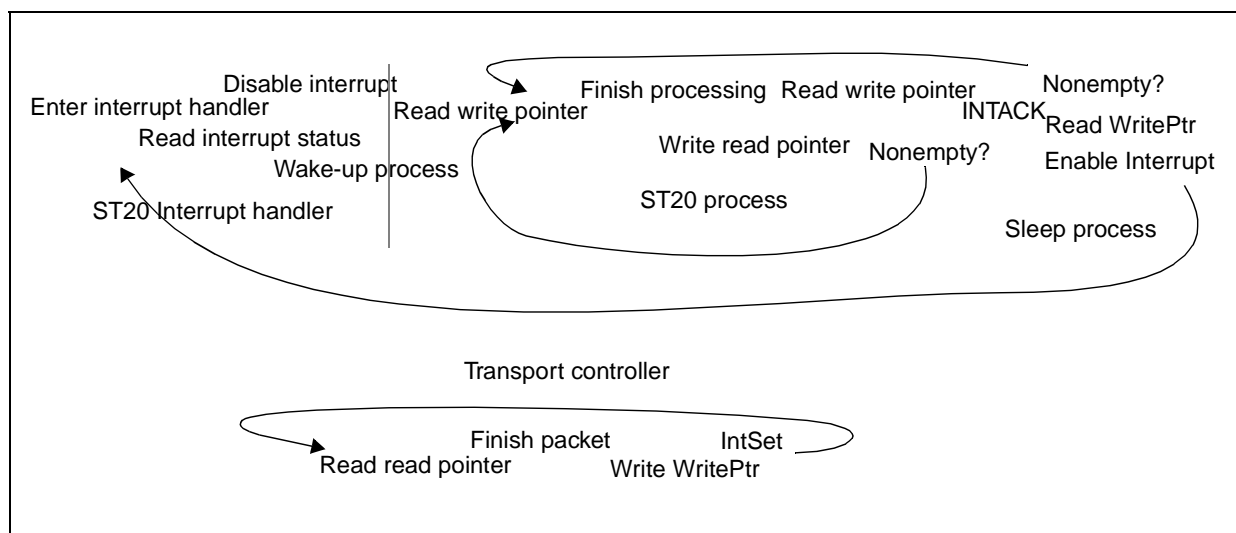 Disable interrupt
Enter interrupt handler
Read interrupt status
Wake-up process
ST20 Interrupt handler
Read write pointer
Finish processing
Read write pointer
Write read pointer
Nonempty?
ST20 process
INTACK
Nonempty?
Read WritePtr
Enable Interrupt
Sleep process
Transport controller
Read read pointer
Finish packet
Write WritePtr
IntSet